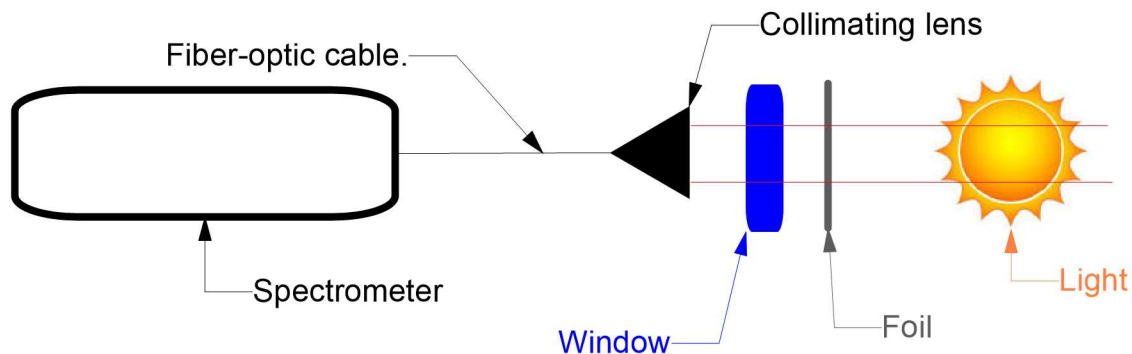 Collimating lens
Fiber-optic cable.
Spectrometer
Light
Foil
Window